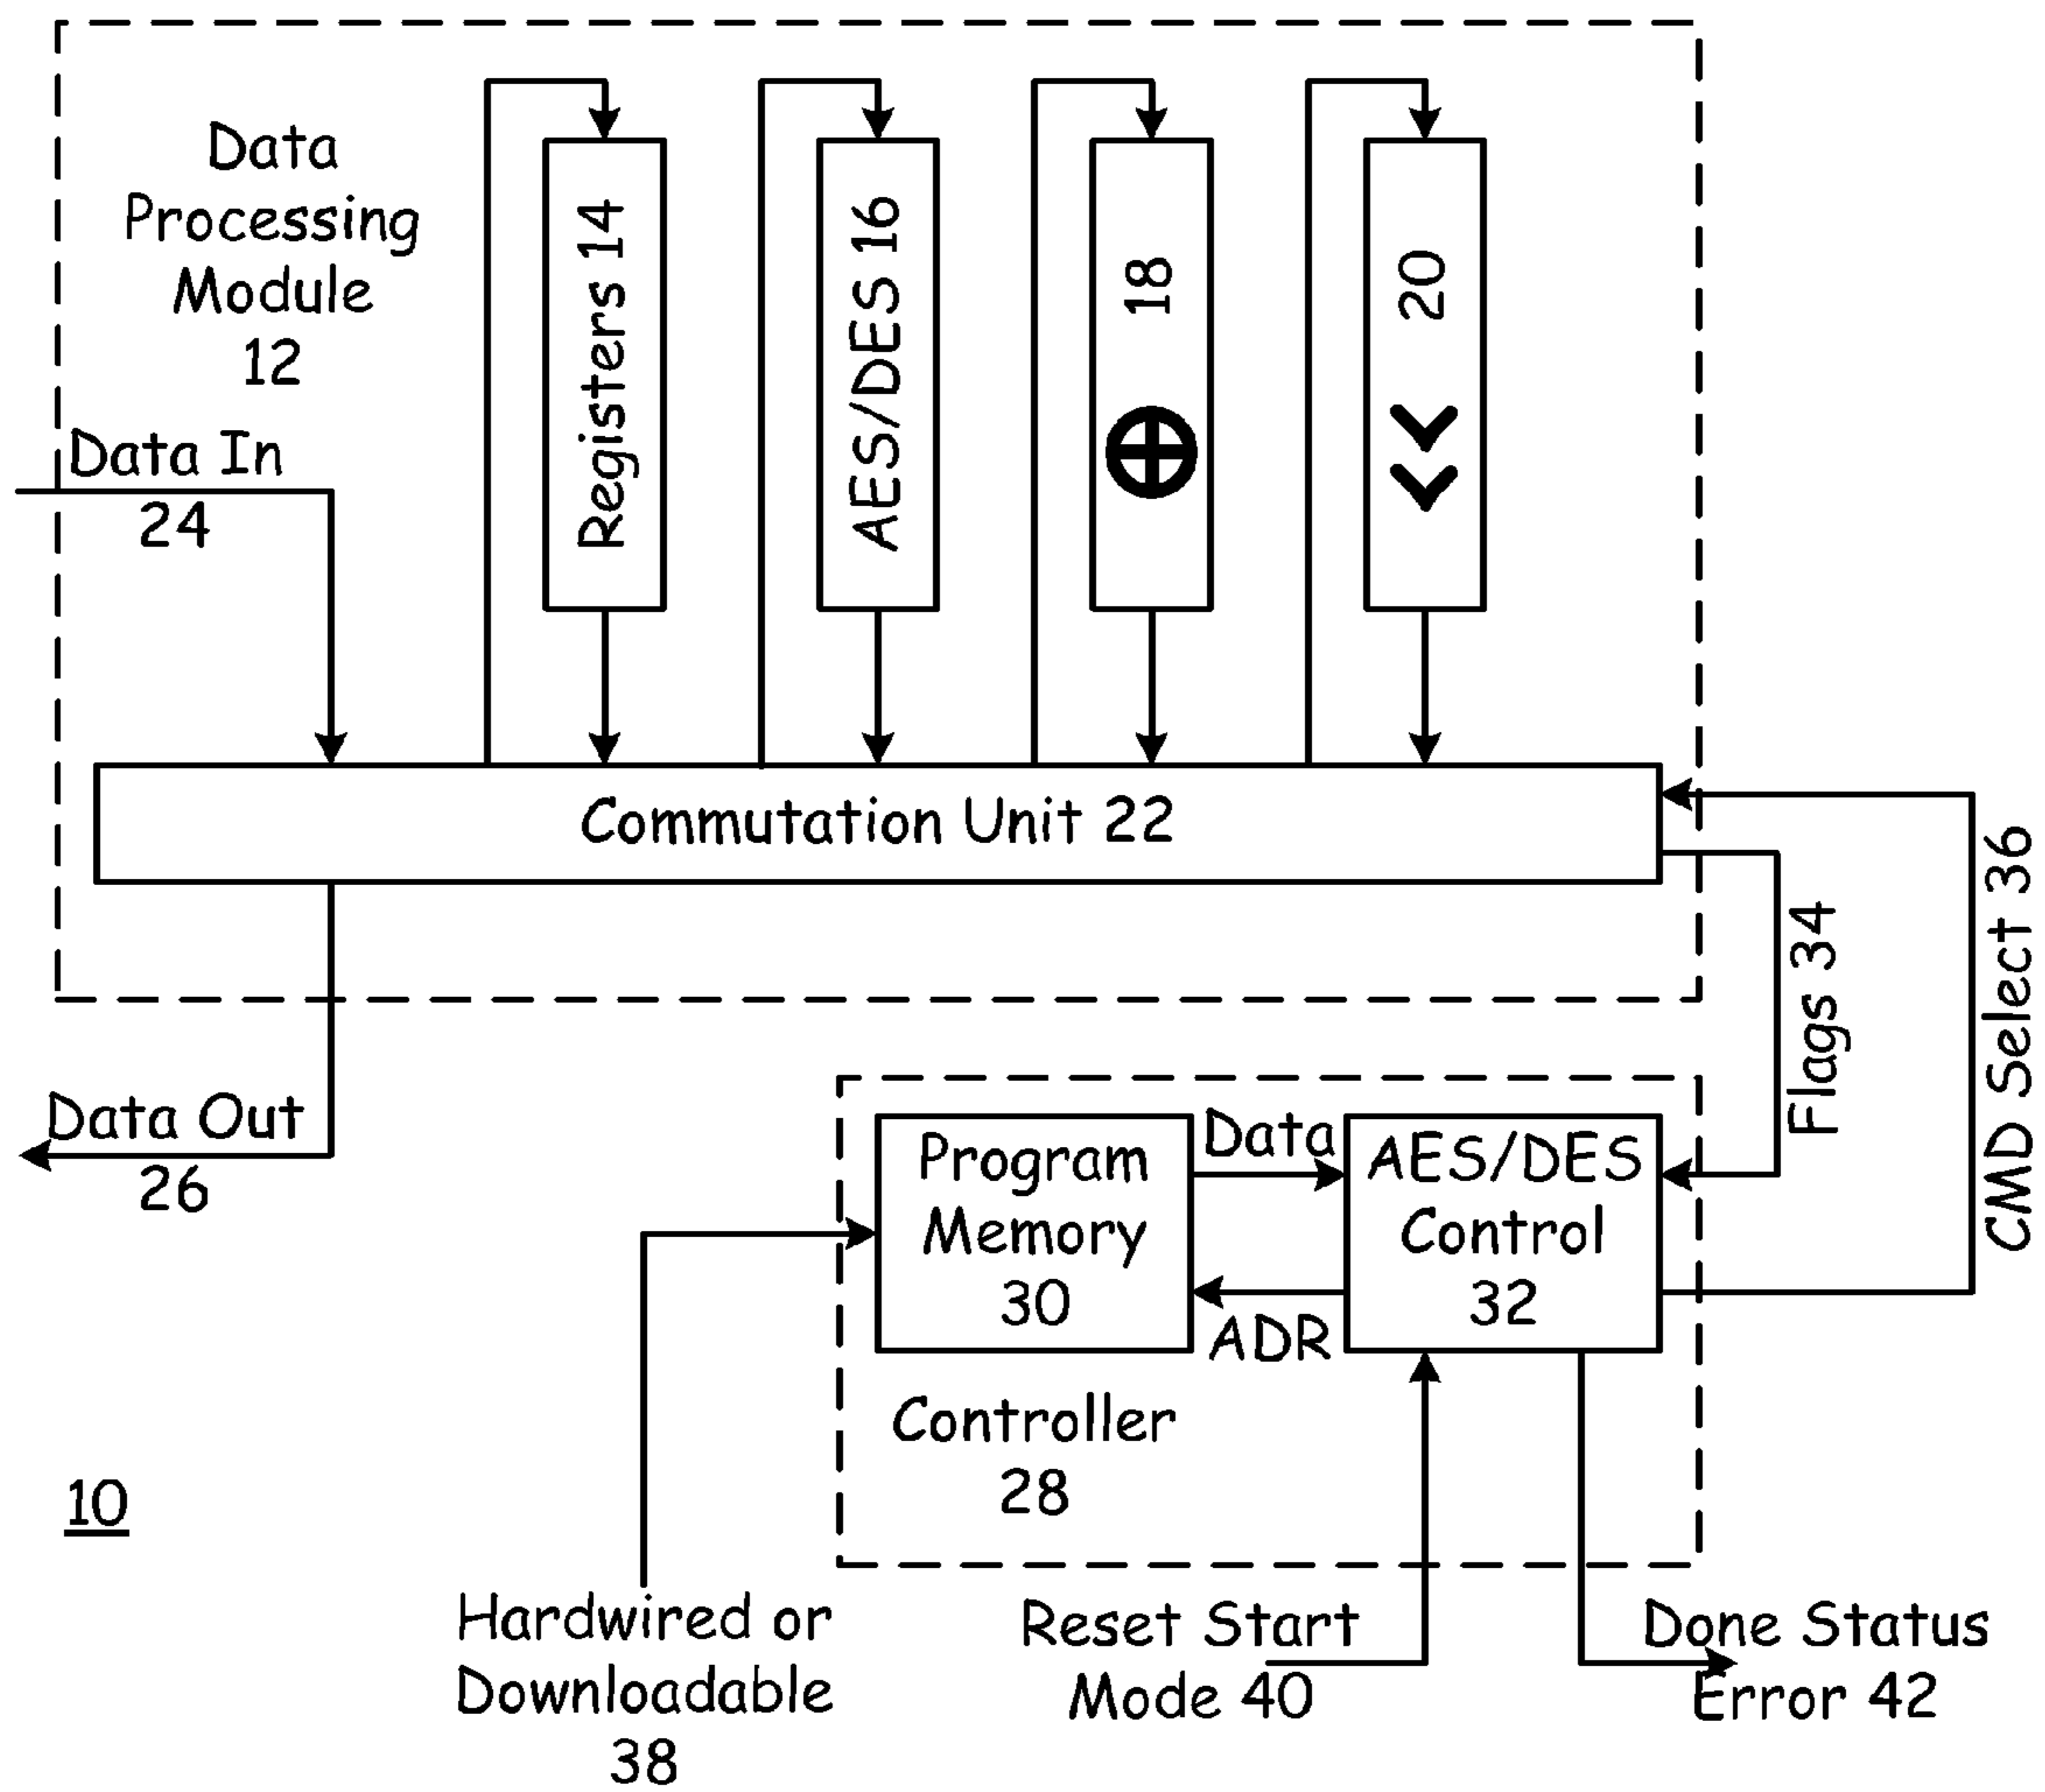 Data
Processing
Module
12
Registers 14
AES/DES 16
18
20
Data In
24
Commutation Unit 22
Flags 34
CMD Select 36
Data Out
26
Program
Memory
30
Data
ADR
AES/DES
Control
32
Controller
28
10
Hardwired or
Downloadable
38
Reset Start
Mode 40
Done Status
Error 42